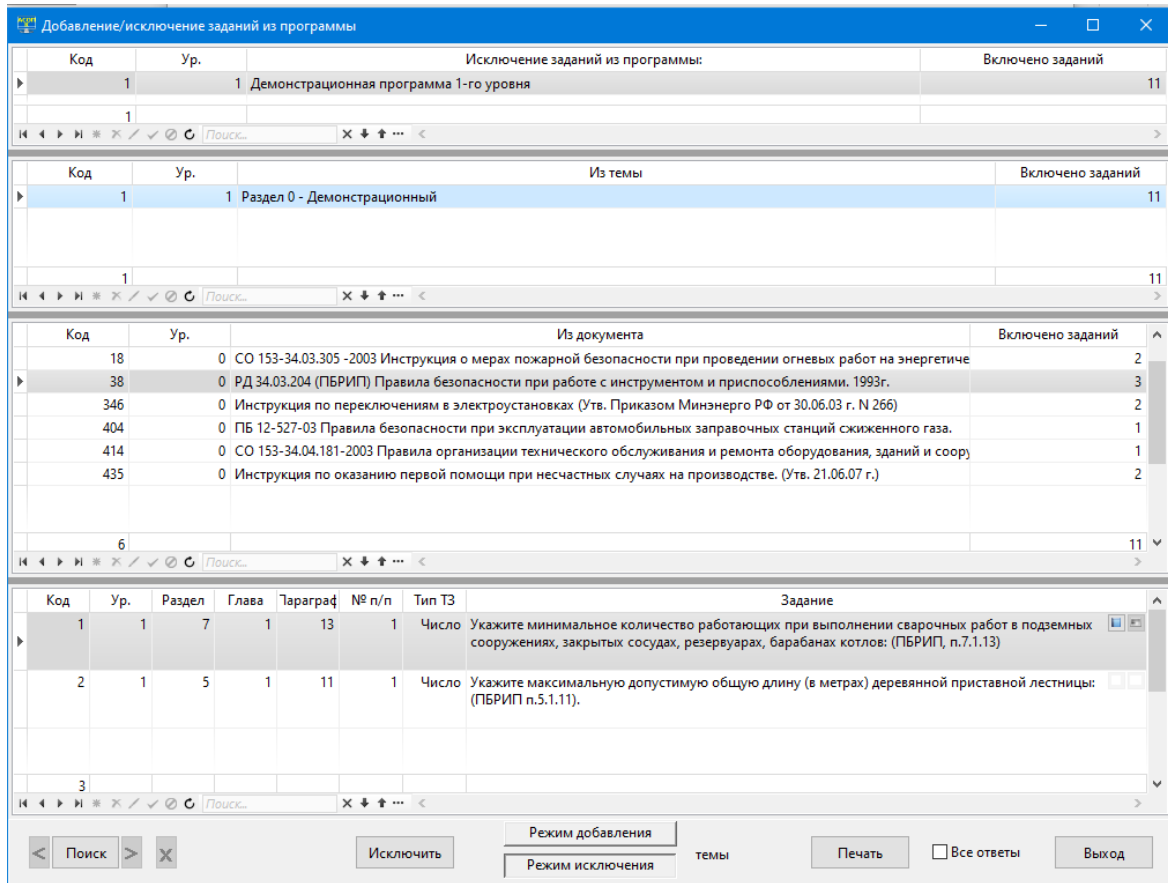 АСОП Добавление/исключение заданий из программы
Код Ур. Исключение заданий из программы: Включено заданий
1 1 Демонстрационная программа 1-го уровня 11
1
Поиск...
Код Ур. Из темы Включено заданий
1 1 Раздел 0 - Демонстрационный 11
1 11
Поиск...
Код Ур. Из документа Включено заданий
18 0 СО 153-34.03.305 -2003 Инструкция о мерах пожарной безопасности при проведении огневых работ на энергетиче 2
38 0 РД 34.03.204 (ПБРИП) Правила безопасности при работе с инструментом и приспособлениями. 1993г. 3
346 0 Инструкция по переключениям в электроустановках (Утв. Приказом Минэнерго РФ от 30.06.03 г. N 266) 2
404 0 ПБ 12-527-03 Правила безопасности при эксплуатации автомобильных заправочных станций сжиженного газа. 1
414 0 СО 153-34.04.181-2003 Правила организации технического обслуживания и ремонта оборудования, зданий и соору 1
435 0 Инструкция по оказанию первой помощи при несчастных случаях на производстве. (Утв. 21.06.07 г.) 2
6 11
Поиск...
Код Ур. Раздел Глава Параграф № п/п Тип ТЗ Задание
1 1 7 1 13 1 Число Укажите минимальное количество работающих при выполнении сварочных работ в подземных
сооружениях, закрытых сосудах, резервуарах, барабанах котлов: (ПБРИП, п.7.1.13)
2 1 5 1 11 1 Число Укажите максимальную допустимую общую длину (в метрах) деревянной приставной лестницы:
(ПБРИП п.5.1.11).
3
Поиск...
< Поиск > X Исключить Режим добавления темы Печать Все ответы Выход
Режим исключения